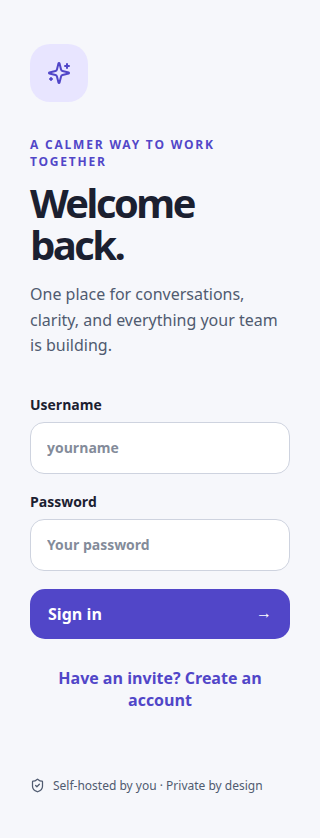 A CALMER WAY TO WORK
TOGETHER
Welcome
back.
One place for conversations,
clarity, and everything your team
is building.
Username
yourname
Password
Your password
Sign in →
Have an invite? Create an
account
Self-hosted by you · Private by design